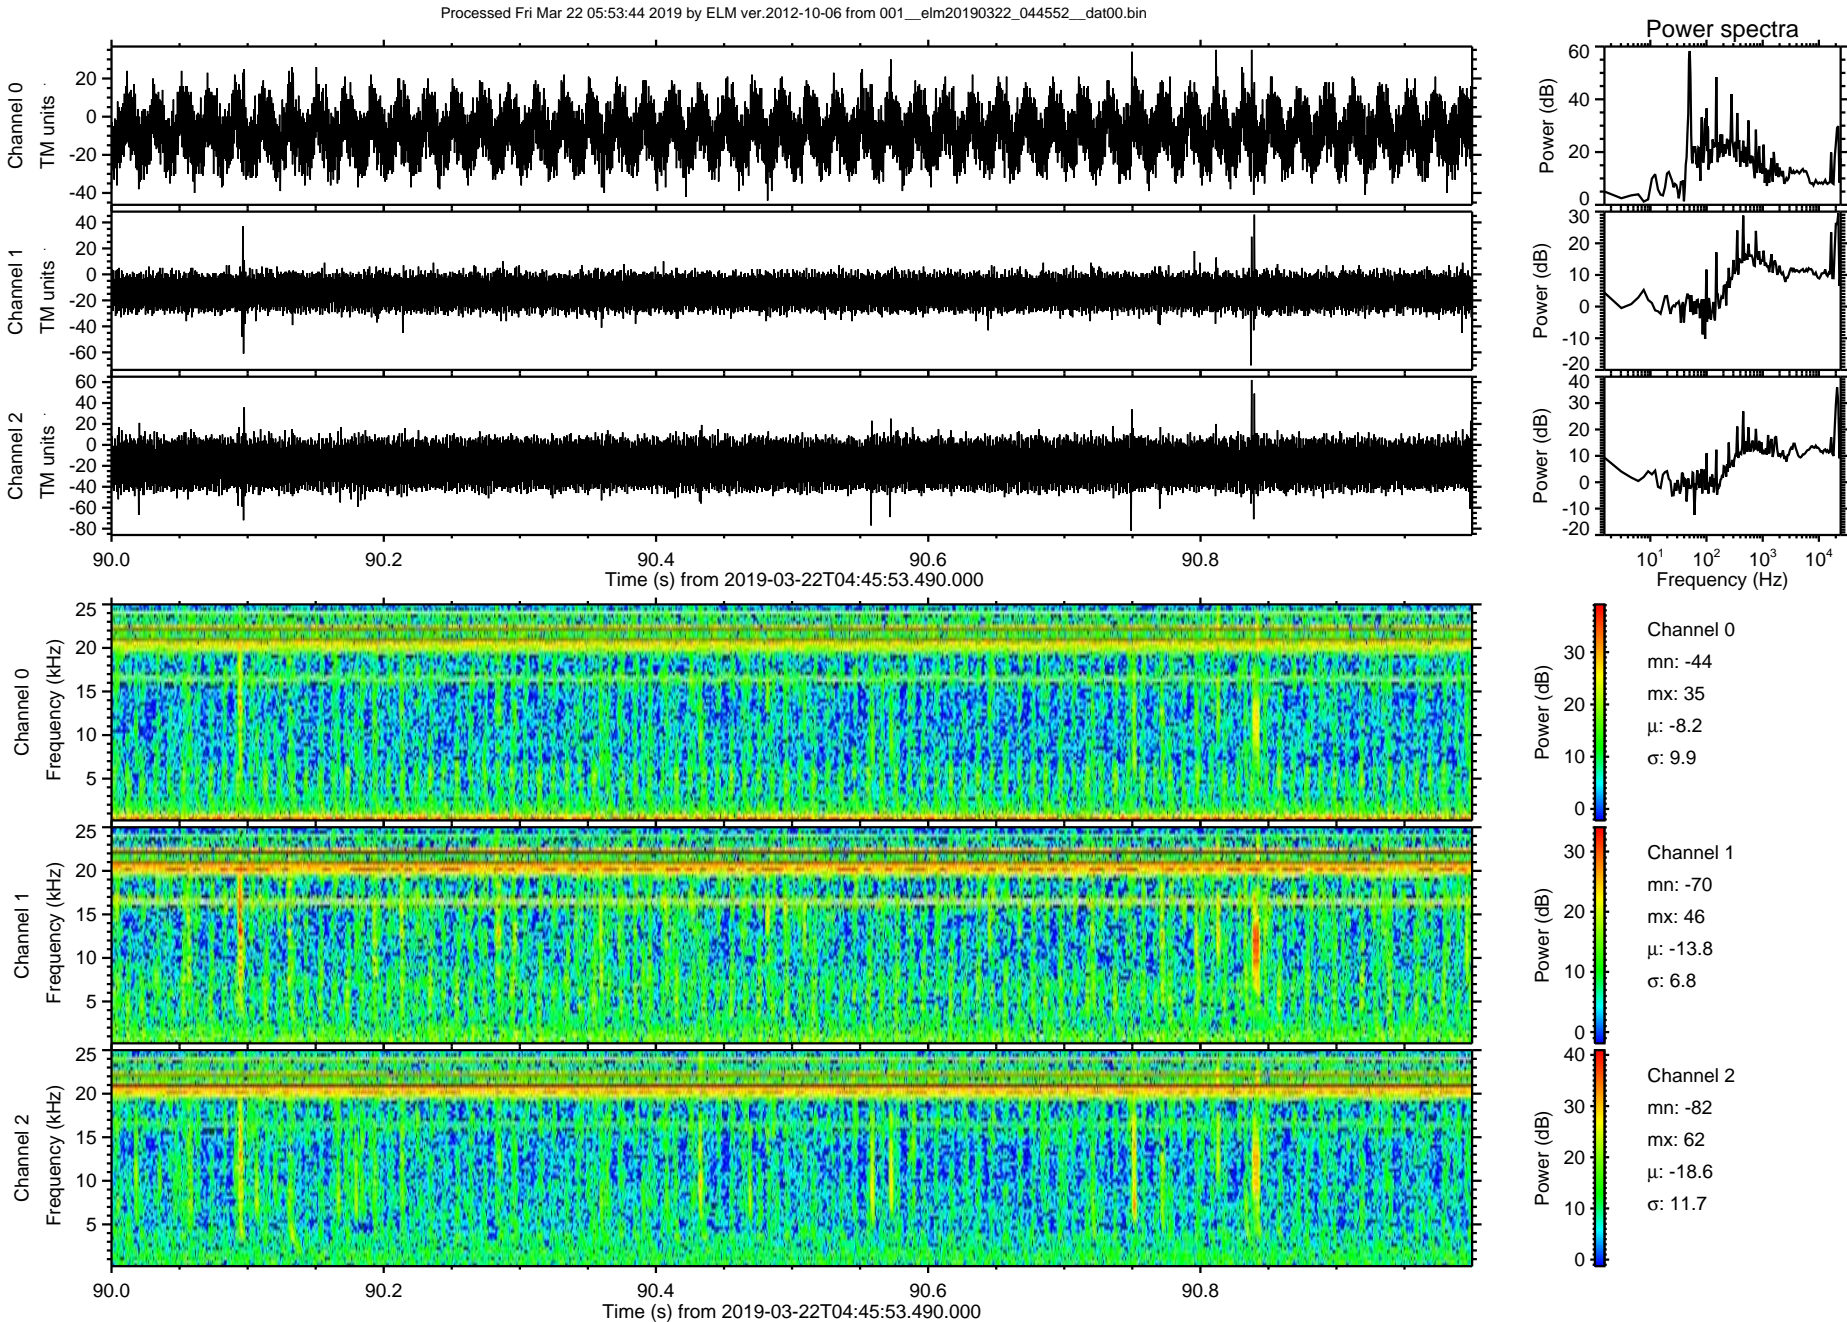 Processed Fri Mar 22 05:53:44 2019 by ELM ver.2012-10-06 from 001__elm20190322_044552__dat00.bin
Power spectra
Channel 0
TM units
20
0
-20
-40
Power (dB)
60
40
20
0
Channel 1
TM units
40
20
0
-20
-40
-60
Power (dB)
30
20
10
0
-10
-20
Channel 2
TM units
60
40
20
0
-20
-40
-60
-80
Power (dB)
40
30
20
10
0
-10
-20
90.0 90.2 90.4 90.6 90.8
Time (s) from 2019-03-22T04:45:53.490.000
10^1 10^2 10^3 10^4
Frequency (Hz)
Channel 0
Frequency (kHz)
25
20
15
10
5
Power (dB)
30
20
10
0
Channel 0
mn: -44
mx: 35
μ: -8.2
σ: 9.9
Channel 1
Frequency (kHz)
25
20
15
10
5
Power (dB)
30
20
10
0
Channel 1
mn: -70
mx: 46
μ: -13.8
σ: 6.8
Channel 2
Frequency (kHz)
25
20
15
10
5
Power (dB)
40
30
20
10
0
Channel 2
mn: -82
mx: 62
μ: -18.6
σ: 11.7
90.0 90.2 90.4 90.6 90.8
Time (s) from 2019-03-22T04:45:53.490.000